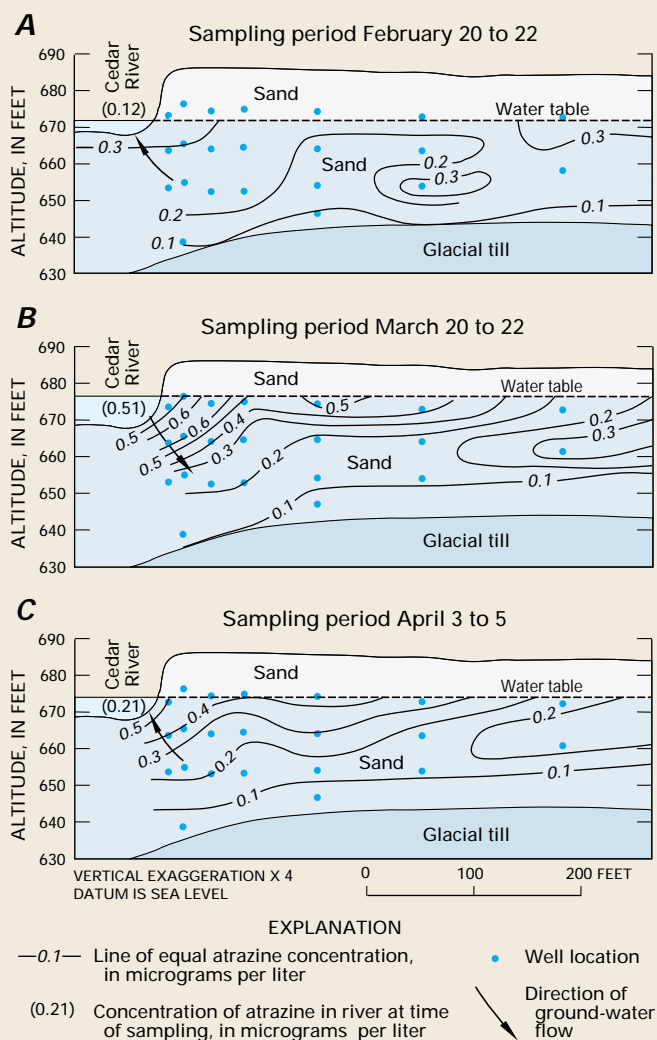 A
Sampling period February 20 to 22
ALTITUDE, IN FEET
690
680
670
660
650
640
630
Cedar
River
(0.12)
Sand
Water table
0.3
0.3
0.2
0.3
Sand
0.2
0.1
0.1
Glacial till
B
Sampling period March 20 to 22
ALTITUDE, IN FEET
690
680
670
660
650
640
630
Cedar
River
(0.51)
Sand
Water table
0.6
0.5
0.5
0.6
0.4
0.2
0.5
0.3
0.3
0.2
Sand
0.1
0.1
Glacial till
C
Sampling period April 3 to 5
ALTITUDE, IN FEET
690
680
670
660
650
640
630
Cedar
River
(0.21)
Sand
Water table
0.5
0.4
0.2
0.3
0.2
Sand
0.1
0.1
Glacial till
VERTICAL EXAGGERATION X 4
DATUM IS SEA LEVEL
0 200 FEET
EXPLANATION
0.1 Line of equal atrazine concentration,
in micrograms per liter
(0.21) Concentration of atrazine in river at time
of sampling, in micrograms per liter
Well location
Direction of
ground-water
flow